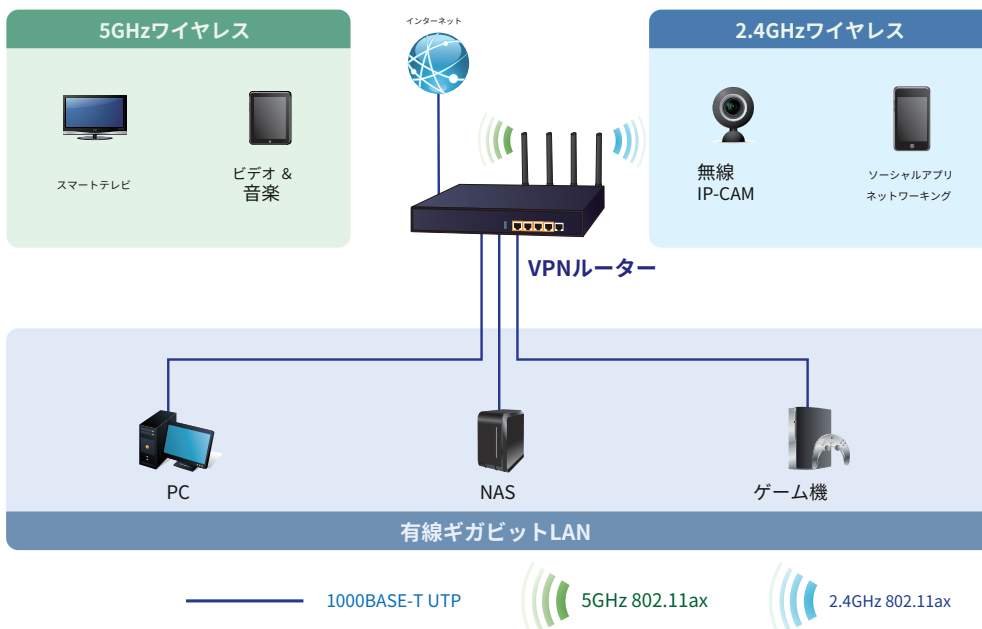 インターネット
5GHzワイヤレス
スマートテレビ
ビデオ &
音楽
2.4GHzワイヤレス
無線
IP-CAM
ソーシャルアプリ
ネットワーキング
VPNルーター
PC
NAS
ゲーム機
有線ギガビットLAN
1000BASE-T UTP
5GHz 802.11ax
2.4GHz 802.11ax